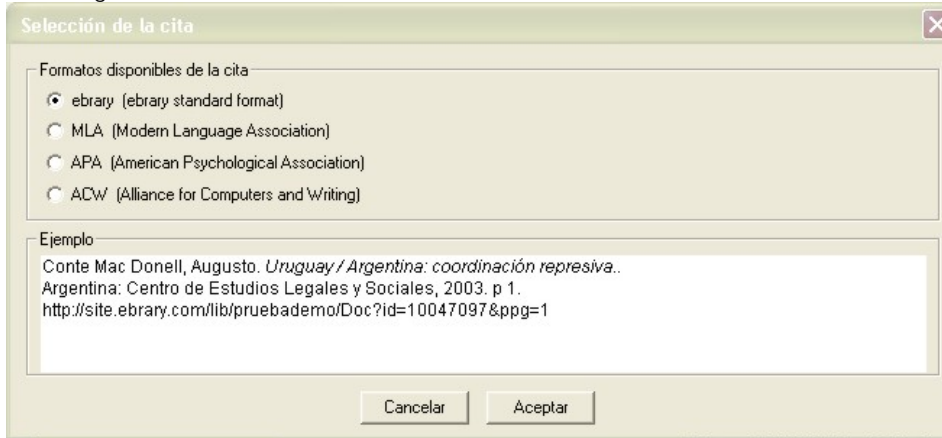 Selección de la cita
Formatos disponibles de la cita
ebrary (ebrary standard format)
MLA (Modern Language Association)
APA (American Psychological Association)
ACW (Alliance for Computers and Writing)
Ejemplo
Conte Mac Donell, Augusto. Uruguay / Argentina: coordinación represiva..
Argentina: Centro de Estudios Legales y Sociales, 2003. p 1.
http://site.ebrary.com/lib/pruebademo/Doc?id=10047097&ppg=1
Cancelar Aceptar